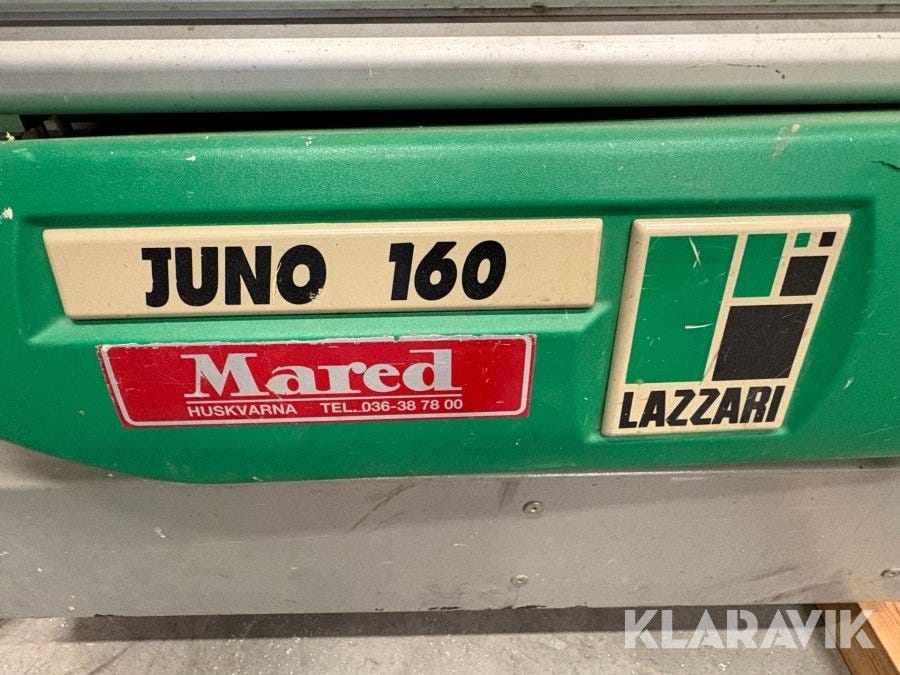 JUNO 160
Mared
HUSKVARNA TEL. 036-38 78 00
LAZZARI
KLARAVIK